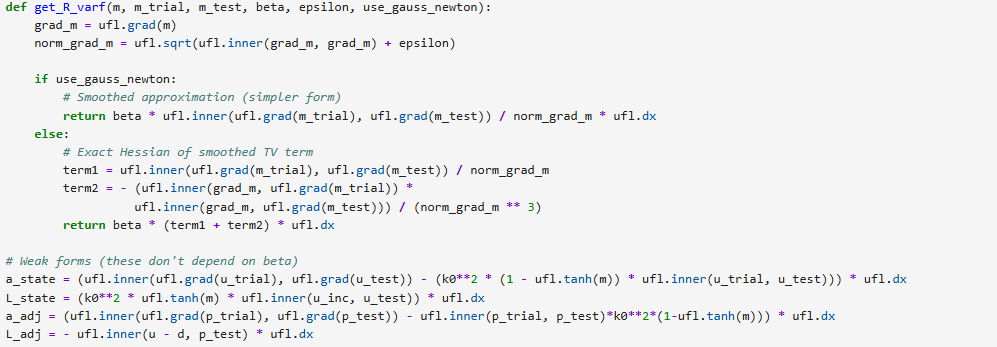 def get_R_varf(m, m_trial, m_test, beta, epsilon, use_gauss_newton):
    grad_m = ufl.grad(m)
    norm_grad_m = ufl.sqrt(ufl.inner(grad_m, grad_m) + epsilon)

    if use_gauss_newton:
        # Smoothed approximation (simpler form)
        return beta * ufl.inner(ufl.grad(m_trial), ufl.grad(m_test)) / norm_grad_m * ufl.dx
    else:
        # Exact Hessian of smoothed TV term
        term1 = ufl.inner(ufl.grad(m_trial), ufl.grad(m_test)) / norm_grad_m
        term2 = - (ufl.inner(grad_m, ufl.grad(m_trial)) *
                  ufl.inner(grad_m, ufl.grad(m_test))) / (norm_grad_m ** 3)
        return beta * (term1 + term2) * ufl.dx

# Weak forms (these don't depend on beta)
a_state = (ufl.inner(ufl.grad(u_trial), ufl.grad(u_test)) - (k0**2 * (1 - ufl.tanh(m)) * ufl.inner(u_trial, u_test))) * ufl.dx
L_state = (k0**2 * ufl.tanh(m) * ufl.inner(u_inc, u_test)) * ufl.dx
a_adj = (ufl.inner(ufl.grad(p_trial), ufl.grad(p_test)) - ufl.inner(p_trial, p_test)*k0**2*(1-ufl.tanh(m))) * ufl.dx
L_adj = - ufl.inner(u - d, p_test) * ufl.dx